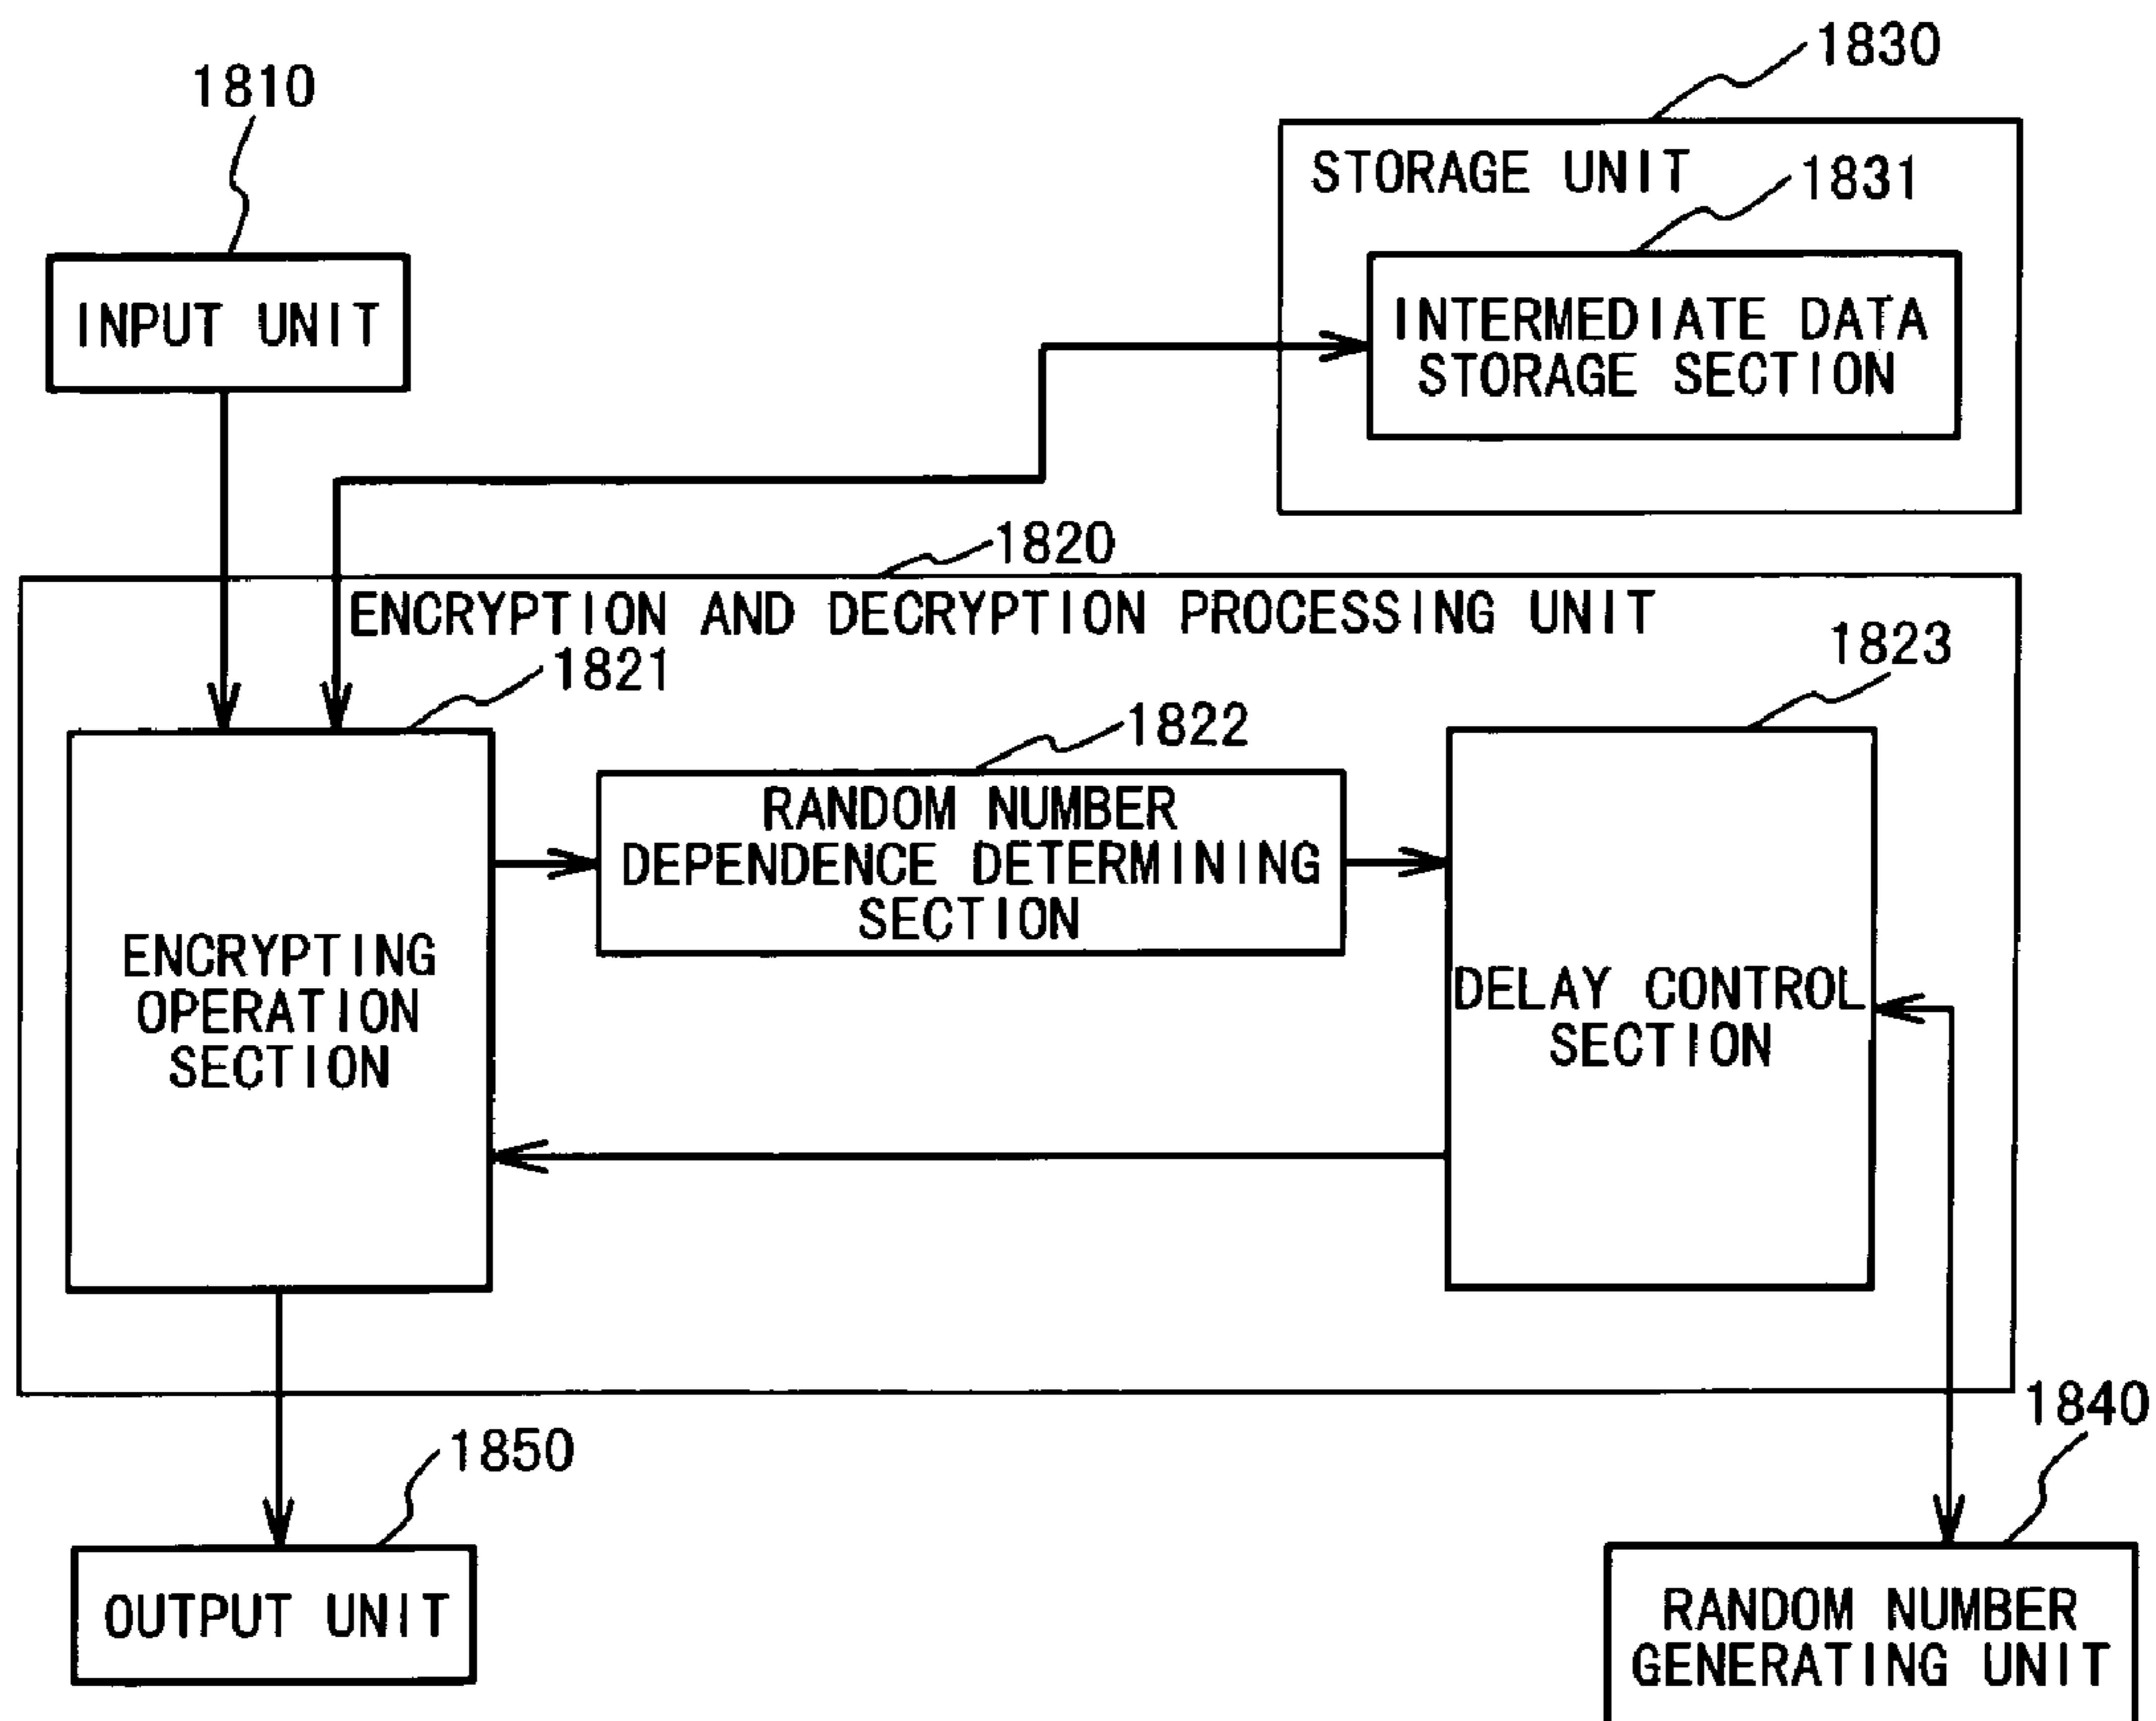 1830
1810
STORAGE UNIT
1831
INPUT UNIT
INTERMEDIATE DATA
STORAGE SECTION
1820
ENCRYPTION AND DECRYPTION PROCESSING UNIT
1821
1823
1822
RANDOM NUMBER
DEPENDENCE DETERMINING
SECTION
ENCRYPTING
OPERATION
SECTION
DELAY CONTROL
SECTION
1840
1850
OUTPUT UNIT
RANDOM NUMBER
GENERATING UNIT